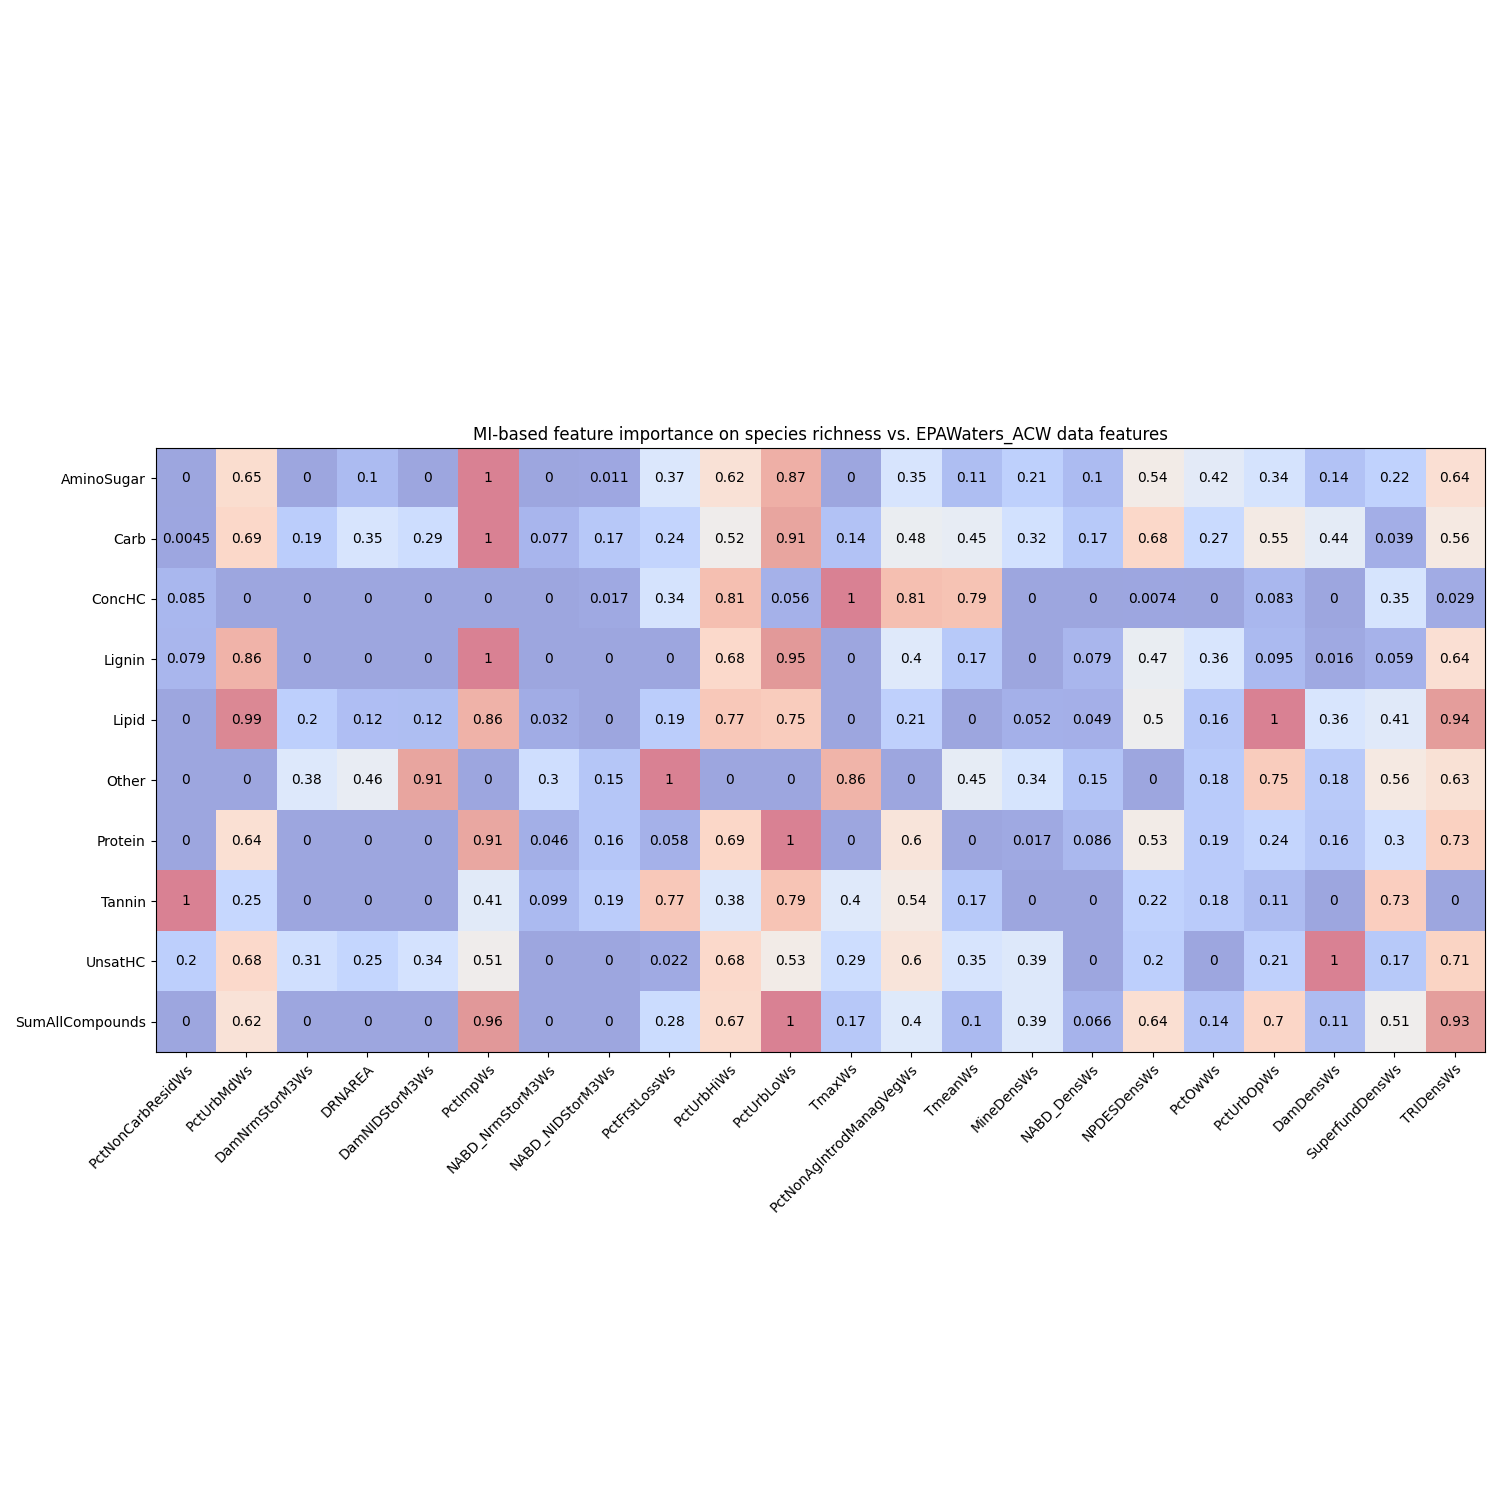 MI-based feature importance on species richness vs. EPAWaters_ACW data features
AminoSugar 0 0.65 0 0.1 0 1 0 0.011 0.37 0.62 0.87 0 0.35 0.11 0.21 0.1 0.54 0.42 0.34 0.14 0.22 0.64
Carb 0.0045 0.69 0.19 0.35 0.29 1 0.077 0.17 0.24 0.52 0.91 0.14 0.48 0.45 0.32 0.17 0.68 0.27 0.55 0.44 0.039 0.56
ConcHC 0.085 0 0 0 0 0 0 0.017 0.34 0.81 0.056 1 0.81 0.79 0 0 0.0074 0 0.083 0 0.35 0.029
Lignin 0.079 0.86 0 0 0 1 0 0 0 0.68 0.95 0 0.4 0.17 0 0.079 0.47 0.36 0.095 0.016 0.059 0.64
Lipid 0 0.99 0.2 0.12 0.12 0.86 0.032 0 0.19 0.77 0.75 0 0.21 0 0.052 0.049 0.5 0.16 1 0.36 0.41 0.94
Other 0 0 0.38 0.46 0.91 0 0.3 0.15 1 0 0 0.86 0 0.45 0.34 0.15 0 0.18 0.75 0.18 0.56 0.63
Protein 0 0.64 0 0 0 0.91 0.046 0.16 0.058 0.69 1 0 0.6 0 0.017 0.086 0.53 0.19 0.24 0.16 0.3 0.73
Tannin 1 0.25 0 0 0 0.41 0.099 0.19 0.77 0.38 0.79 0.4 0.54 0.17 0 0 0.22 0.18 0.11 0 0.73 0
UnsatHC 0.2 0.68 0.31 0.25 0.34 0.51 0 0 0.022 0.68 0.53 0.29 0.6 0.35 0.39 0 0.2 0 0.21 1 0.17 0.71
SumAllCompounds 0 0.62 0 0 0 0.96 0 0 0.28 0.67 1 0.17 0.4 0.1 0.39 0.066 0.64 0.14 0.7 0.11 0.51 0.93
PctNonCarbResidWs
PctUrbMdWs
DamNrmStorM3Ws
DRNAREA
DamNIDStorM3Ws
PctImpWs
NABD_NrmStorM3Ws
NABD_NIDStorM3Ws
PctFrstLossWs
PctUrbHiWs
PctUrbLoWs
TmaxWs
PctNonAgIntrodManagVegWs
TmeanWs
MineDensWs
NABD_DensWs
NPDESDensWs
PctOwWs
PctUrbOpWs
DamDensWs
SuperfundDensWs
TRIDensWs